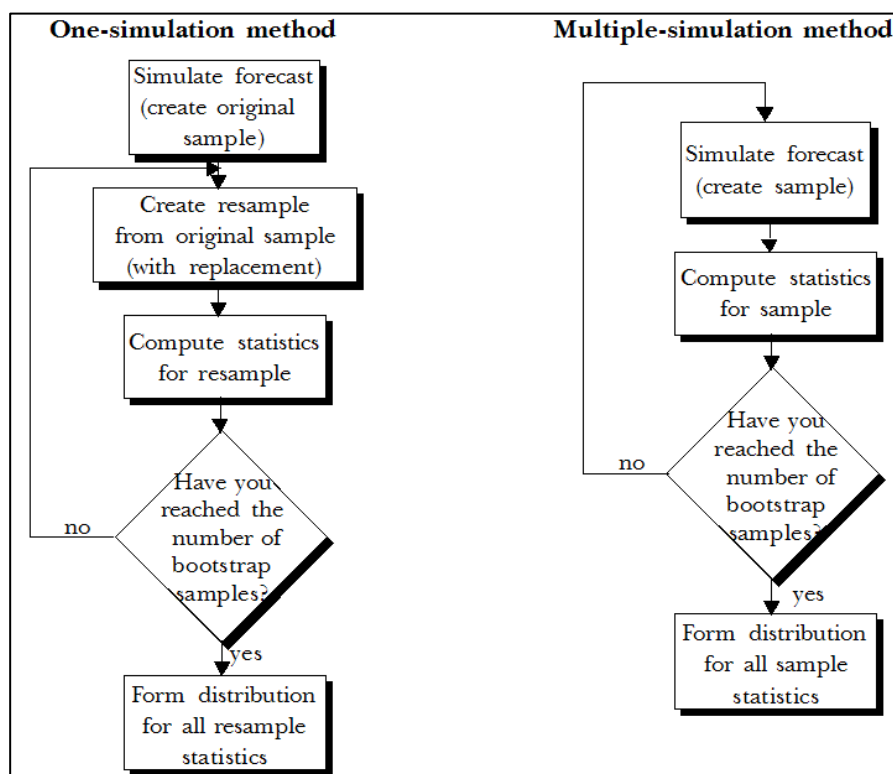 One-simulation method
Simulate forecast
(create original
sample)
Create resample
from original sample
(with replacement)
Compute statistics
for resample
Have you
reached the
number of
bootstrap
samples?
no
yes
Form distribution
for all resample
statistics
Multiple-simulation method
Simulate forecast
(create sample)
Compute statistics
for sample
Have you
reached the
number of
bootstrap
samples?
no
yes
Form distribution
for all sample
statistics